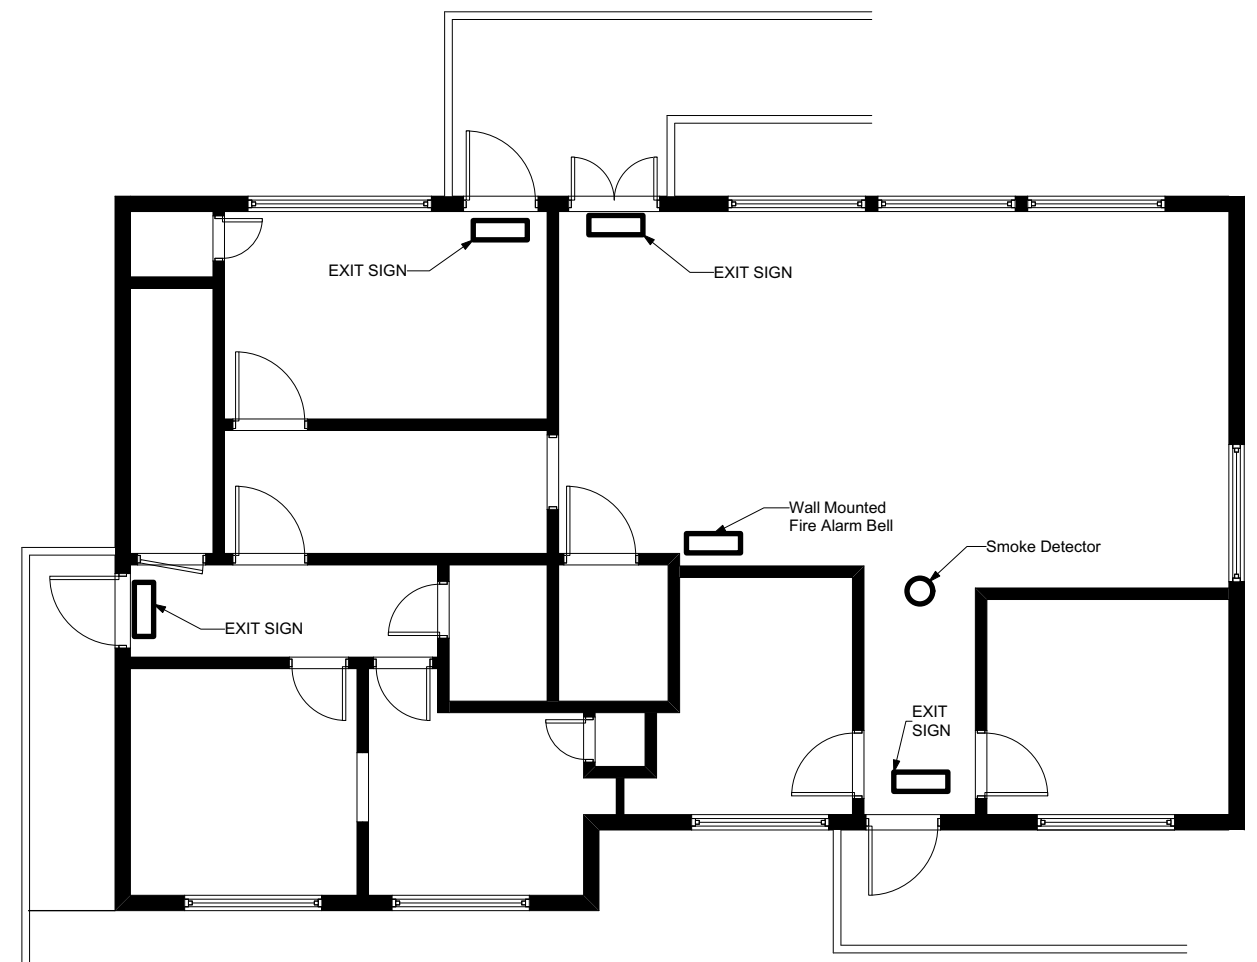 EXIT SIGN
EXIT SIGN
Wall Mounted
Fire Alarm Bell
Smoke Detector
EXIT SIGN
EXIT
SIGN